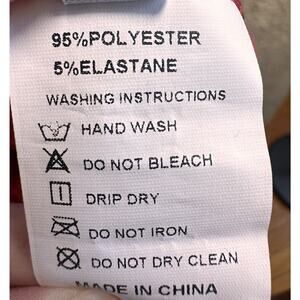 95%POLYESTER
5%ELASTANE
WASHING INSTRUCTIONS
HAND WASH
DO NOT BLEACH
DRIP DRY
DO NOT IRON
DO NOT DRY CLEAN
MADE IN CHINA